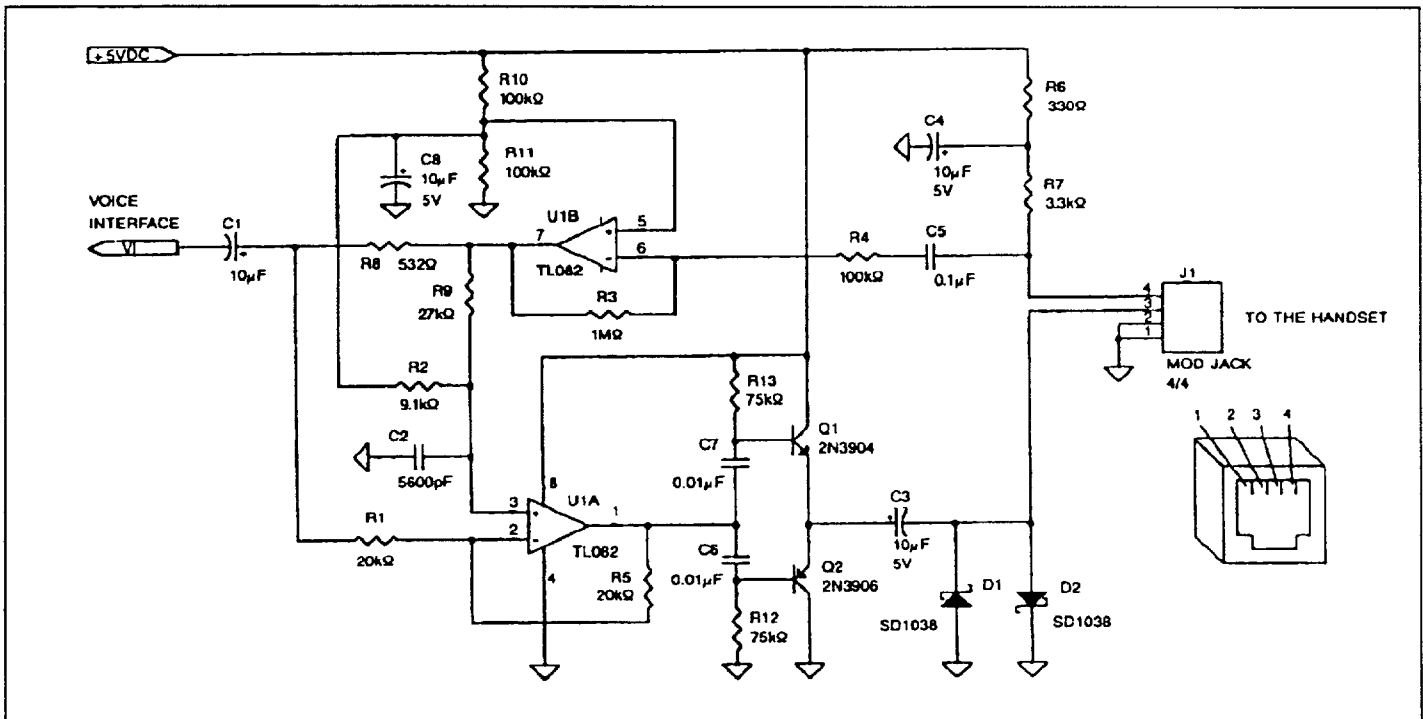 +5VDC
R10
100kΩ
R11
100kΩ
C8
10µF
5V
C4
10µF
5V
R6
330Ω
R7
3.3kΩ
VOICE
INTERFACE
VI
C1
10µF
R8
532Ω
U1B
TL082
7
5
6
R3
1MΩ
R4
100kΩ
C5
0.1µF
R9
27kΩ
J1
4
3
2
1
TO THE HANDSET
MOD JACK
4/4
R2
9.1kΩ
C2
5600pF
R13
75kΩ
C7
0.01µF
Q1
2N3904
1 2 3 4
R1
20kΩ
3
2
8
U1A
1
TL082
4
R5
20kΩ
C6
0.01µF
R12
75kΩ
Q2
2N3906
C3
10µF
5V
D1
SD1038
D2
SD1038